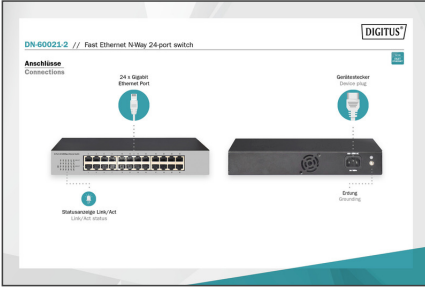 DIGITUS®
DN-60021-2 // Fast Ethernet N-Way 24-port switch
Anschlüsse
Connections
24 x Gigabit
Ethernet Port
Gerätestecker
Device plug
Statusanzeige Link/Act
Link/Act status
Erdung
Grounding